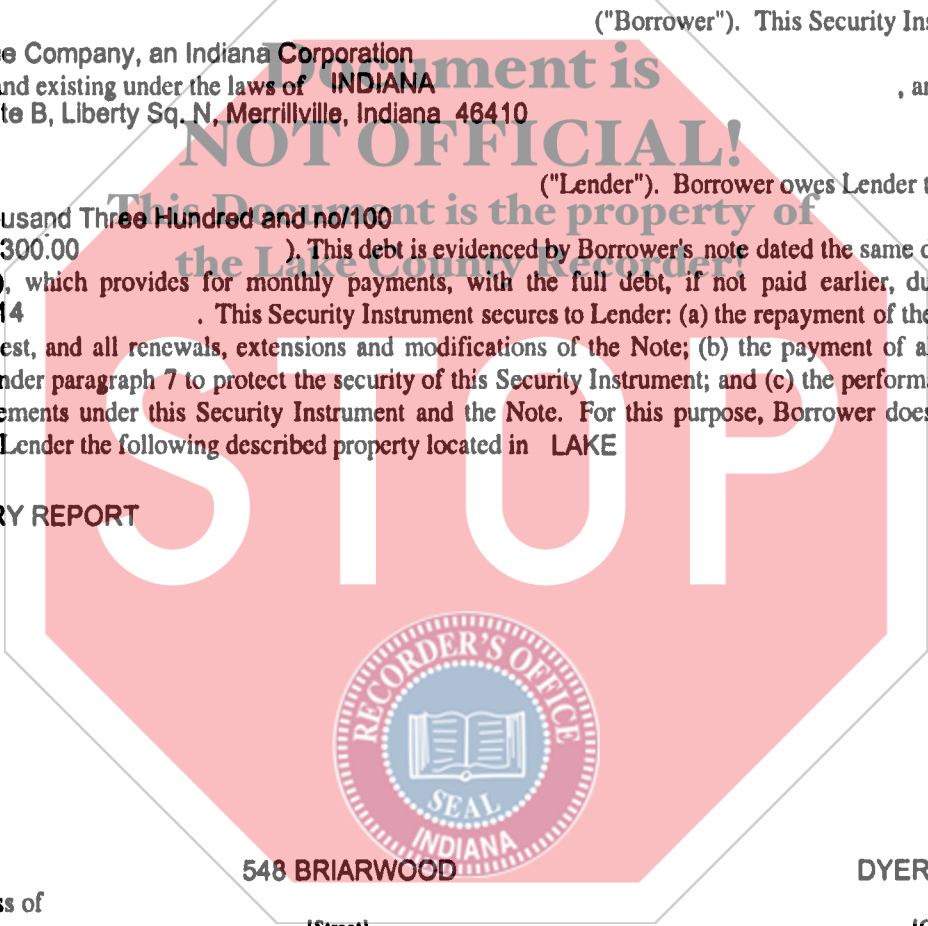 ("Borrower"). This Security Ins
e Company, an Indiana Corporation
Document is
nd existing under the laws of INDIANA , an
te B, Liberty Sq. N, Merrillville, Indiana 46410
NOT OFFICIAL!
("Lender"). Borrower owes Lender t
This Document is the property of
usand Three Hundred and no/100
300.00 ). This debt is evidenced by Borrower's note dated the same d
the Lake County Recorder!
), which provides for monthly payments, with the full debt, if not paid earlier, du
14 . This Security Instrument secures to Lender: (a) the repayment of the
est, and all renewals, extensions and modifications of the Note; (b) the payment of a
nder paragraph 7 to protect the security of this Security Instrument; and (c) the performa
ements under this Security Instrument and the Note. For this purpose, Borrower does
Lender the following described property located in LAKE
RY REPORT
STOP
RECORDER'S OFFICE
SEAL
INDIANA
548 BRIARWOOD DYER
ss of
[Street]